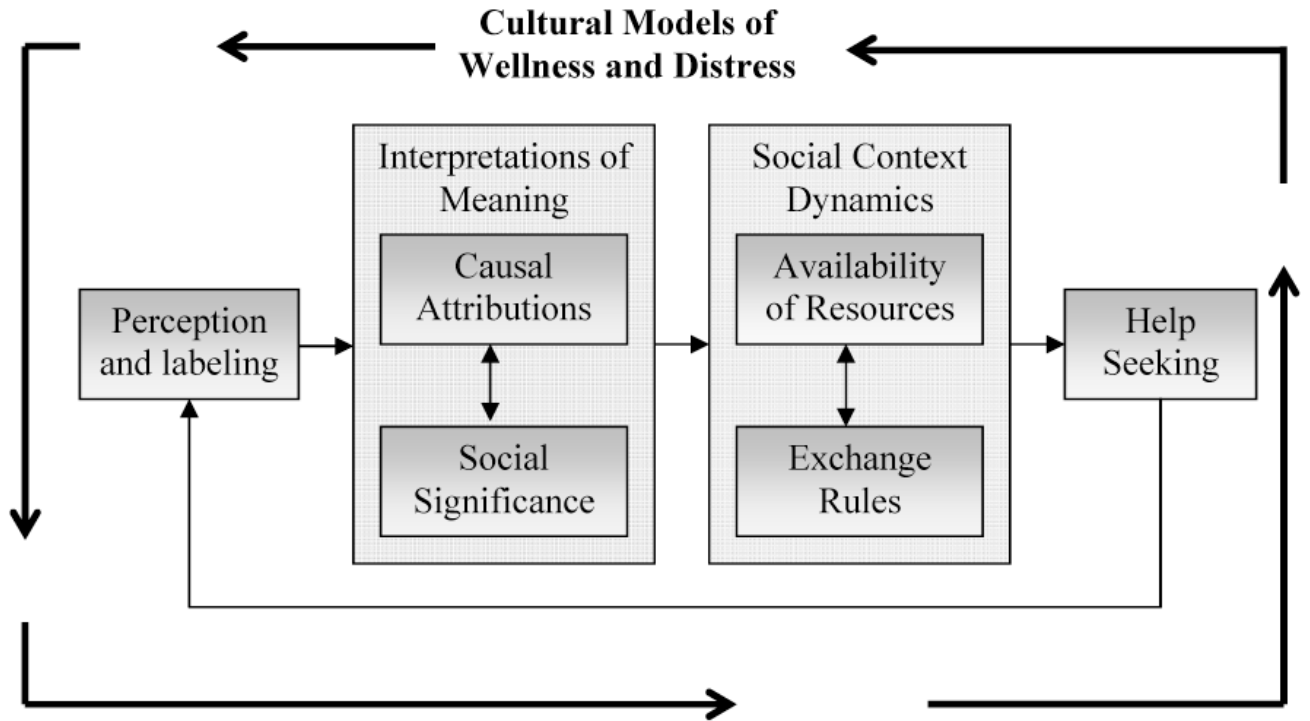 Cultural Models of
Wellness and Distress
Perception
and labeling
Interpretations of
Meaning
Causal
Attributions
Social
Significance
Social Context
Dynamics
Availability
of Resources
Exchange
Rules
Help
Seeking